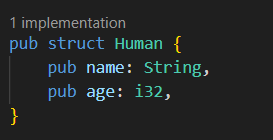 1 implementation
pub struct Human {
    pub name: String,
    pub age: i32,
}